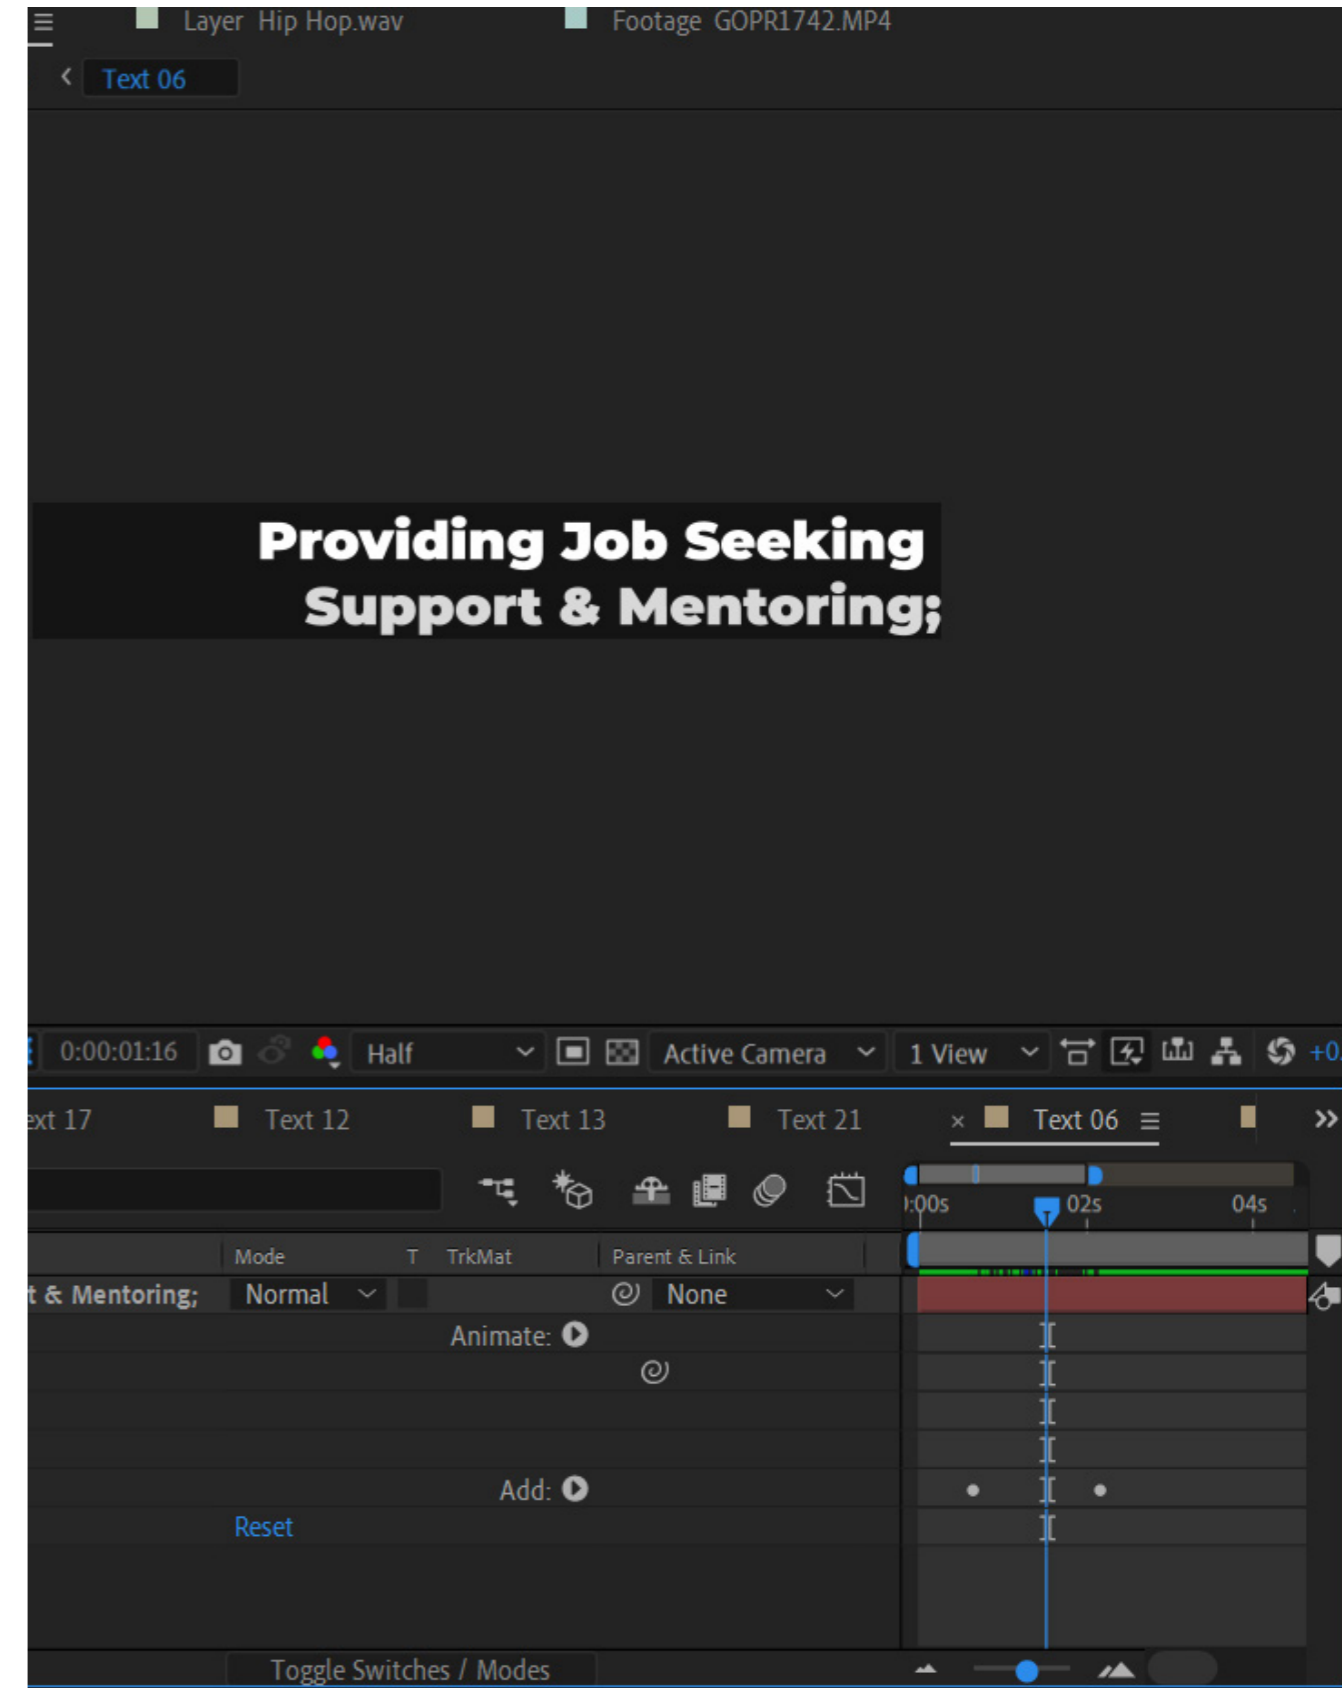 Layer Hip Hop.wav Footage GOPR1742.MP4
Text 06
Providing Job Seeking
Support & Mentoring;
0:00:01:16 Half Active Camera 1 View +0.
ext 17 Text 12 Text 13 Text 21 × Text 06
):00s 02s 04s
Mode T TrkMat Parent & Link
t & Mentoring; Normal None
Animate:
Add:
Reset
Toggle Switches / Modes